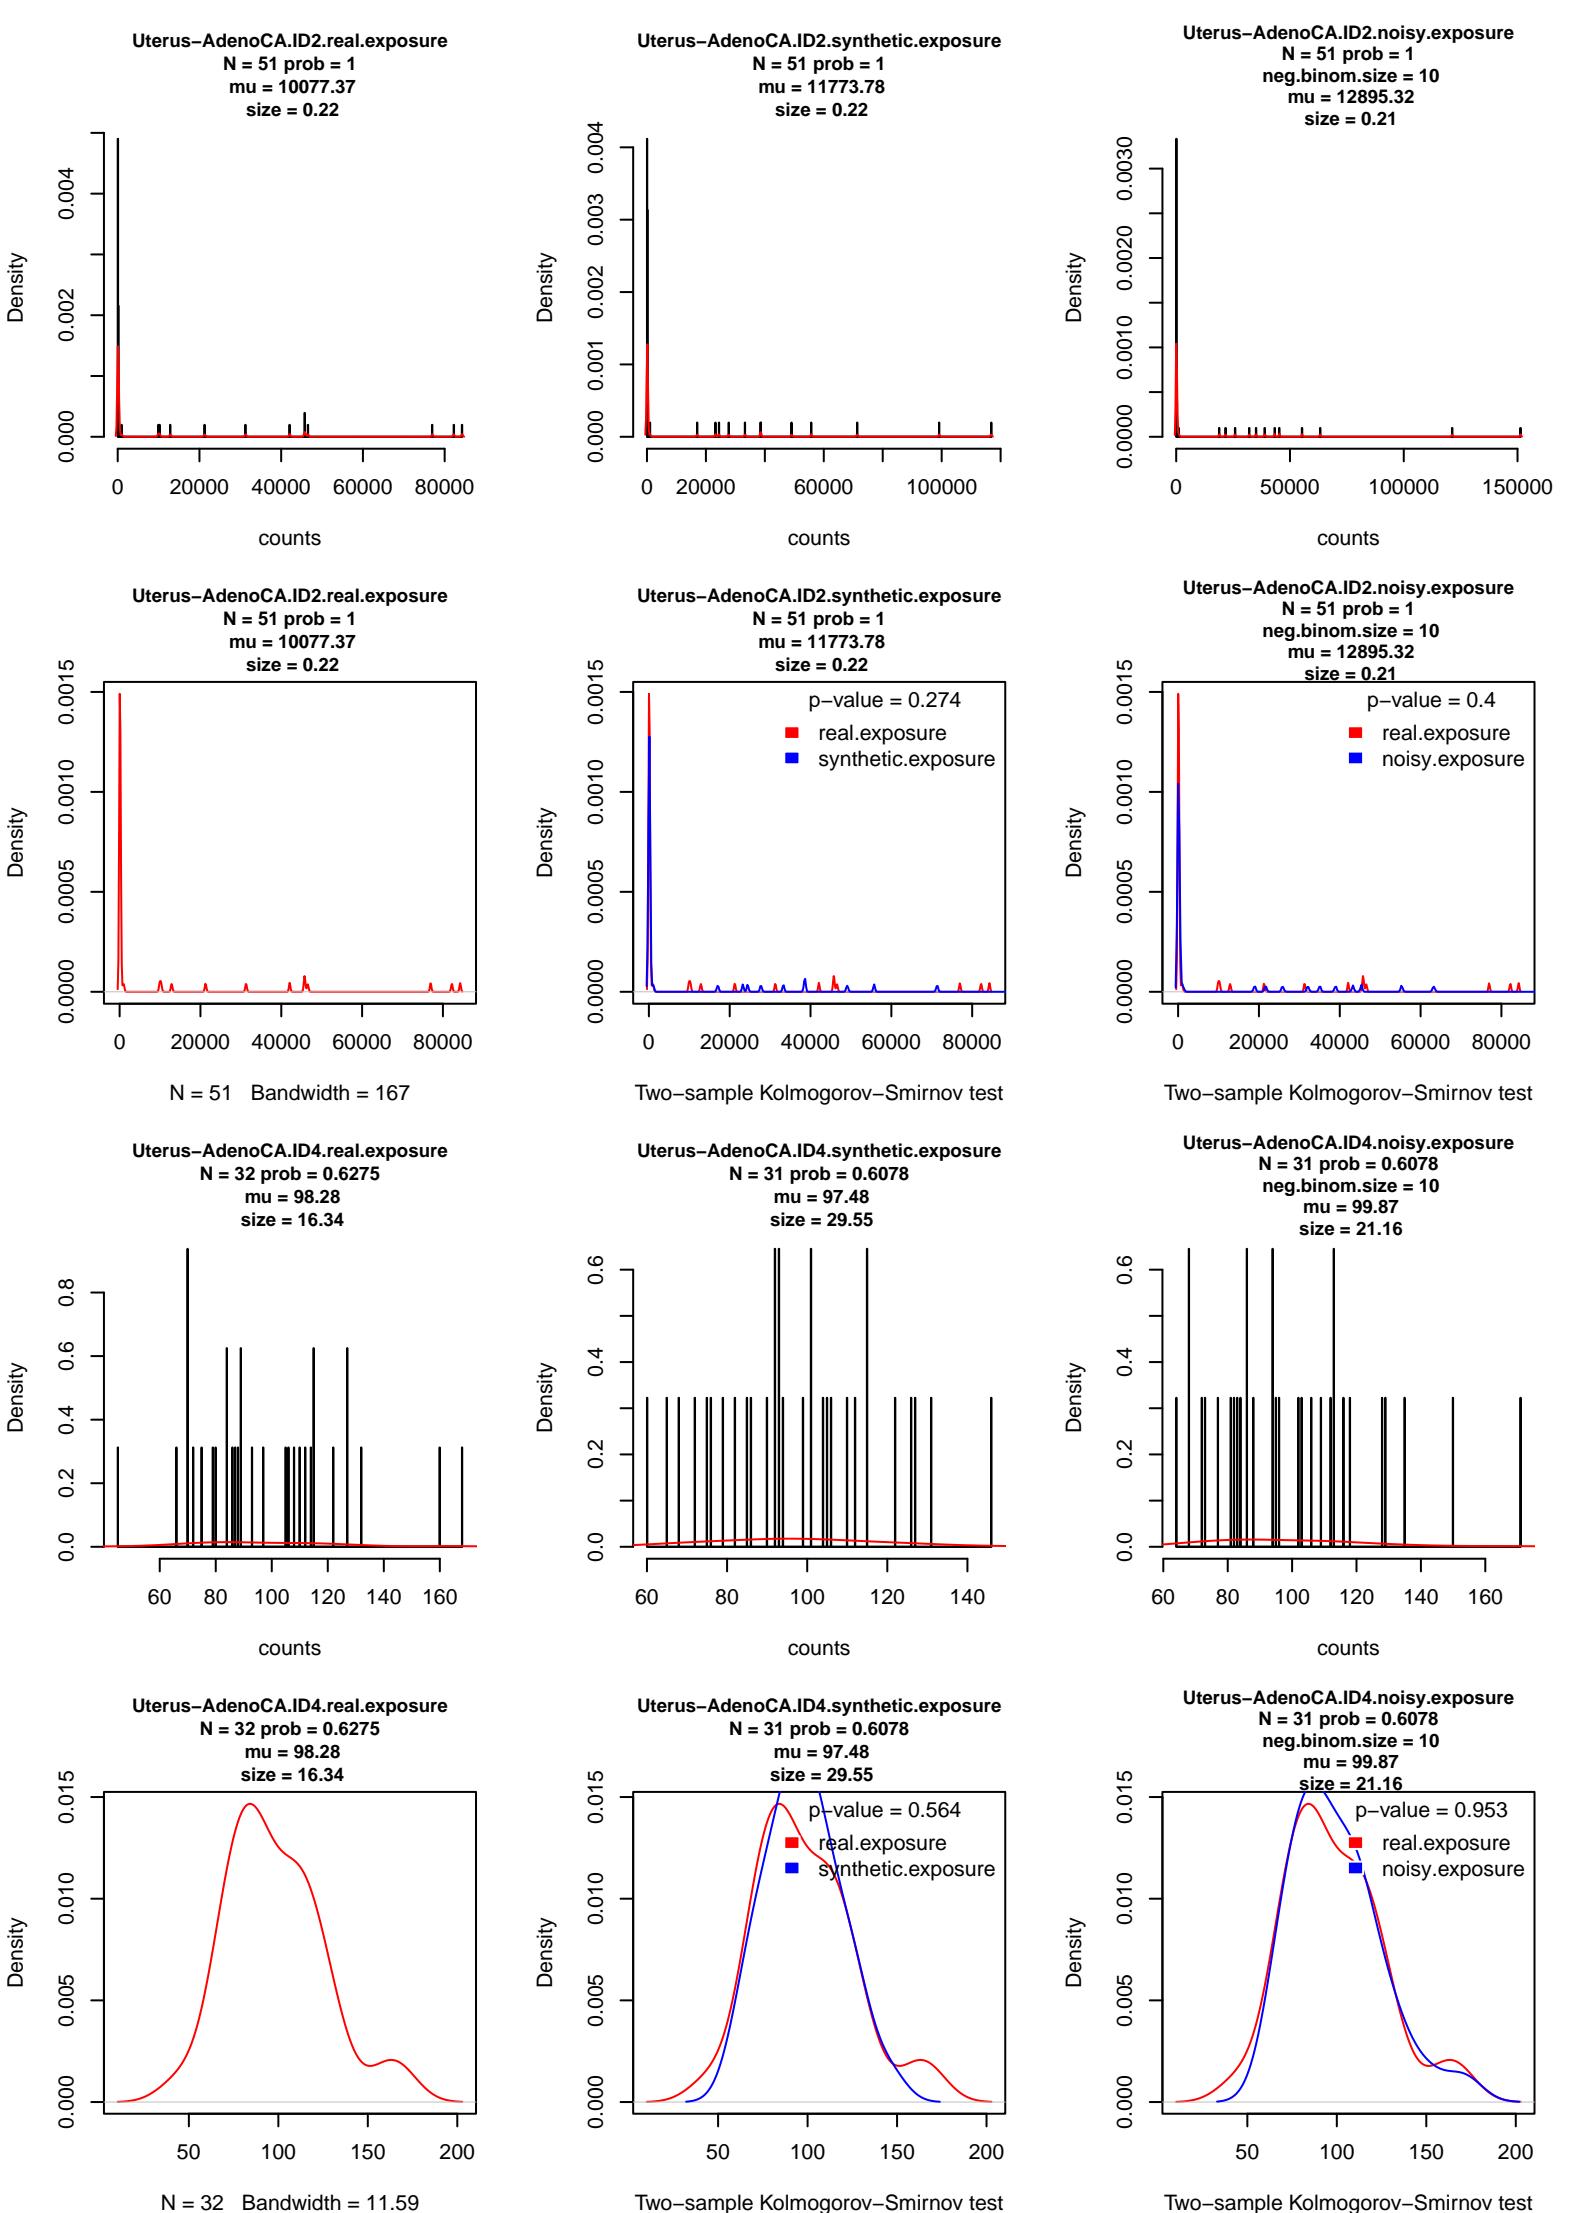 Uterus−AdenoCA.ID2.real.exposure
N = 51 prob = 1
mu = 10077.37
size = 0.22
Density
0.000 0.002 0.004
0 20000 40000 60000 80000
counts
Uterus−AdenoCA.ID2.synthetic.exposure
N = 51 prob = 1
mu = 11773.78
size = 0.22
Density
0.000 0.001 0.002 0.003 0.004
0 20000 60000 100000
counts
Uterus−AdenoCA.ID2.noisy.exposure
N = 51 prob = 1
neg.binom.size = 10
mu = 12895.32
size = 0.21
Density
0.0000 0.0010 0.0020 0.0030
0 50000 100000 150000
counts
Uterus−AdenoCA.ID2.real.exposure
N = 51 prob = 1
mu = 10077.37
size = 0.22
Density
0.0000 0.0005 0.0010 0.0015
0 20000 40000 60000 80000
N = 51 Bandwidth = 167
Uterus−AdenoCA.ID2.synthetic.exposure
N = 51 prob = 1
mu = 11773.78
size = 0.22
p−value = 0.274
real.exposure
synthetic.exposure
Density
0.0000 0.0005 0.0010 0.0015
0 20000 40000 60000 80000
Two−sample Kolmogorov−Smirnov test
Uterus−AdenoCA.ID2.noisy.exposure
N = 51 prob = 1
neg.binom.size = 10
mu = 12895.32
size = 0.21
p−value = 0.4
real.exposure
noisy.exposure
Density
0.0000 0.0005 0.0010 0.0015
0 20000 40000 60000 80000
Two−sample Kolmogorov−Smirnov test
Uterus−AdenoCA.ID4.real.exposure
N = 32 prob = 0.6275
mu = 98.28
size = 16.34
Density
0.0 0.2 0.4 0.6 0.8
60 80 100 120 140 160
counts
Uterus−AdenoCA.ID4.synthetic.exposure
N = 31 prob = 0.6078
mu = 97.48
size = 29.55
Density
0.0 0.2 0.4 0.6
60 80 100 120 140
counts
Uterus−AdenoCA.ID4.noisy.exposure
N = 31 prob = 0.6078
neg.binom.size = 10
mu = 99.87
size = 21.16
Density
0.0 0.2 0.4 0.6
60 80 100 120 140 160
counts
Uterus−AdenoCA.ID4.real.exposure
N = 32 prob = 0.6275
mu = 98.28
size = 16.34
Density
0.000 0.005 0.010 0.015
50 100 150 200
N = 32 Bandwidth = 11.59
Uterus−AdenoCA.ID4.synthetic.exposure
N = 31 prob = 0.6078
mu = 97.48
size = 29.55
p−value = 0.564
real.exposure
synthetic.exposure
Density
0.000 0.005 0.010 0.015
50 100 150 200
Two−sample Kolmogorov−Smirnov test
Uterus−AdenoCA.ID4.noisy.exposure
N = 31 prob = 0.6078
neg.binom.size = 10
mu = 99.87
size = 21.16
p−value = 0.953
real.exposure
noisy.exposure
Density
0.000 0.005 0.010 0.015
50 100 150 200
Two−sample Kolmogorov−Smirnov test